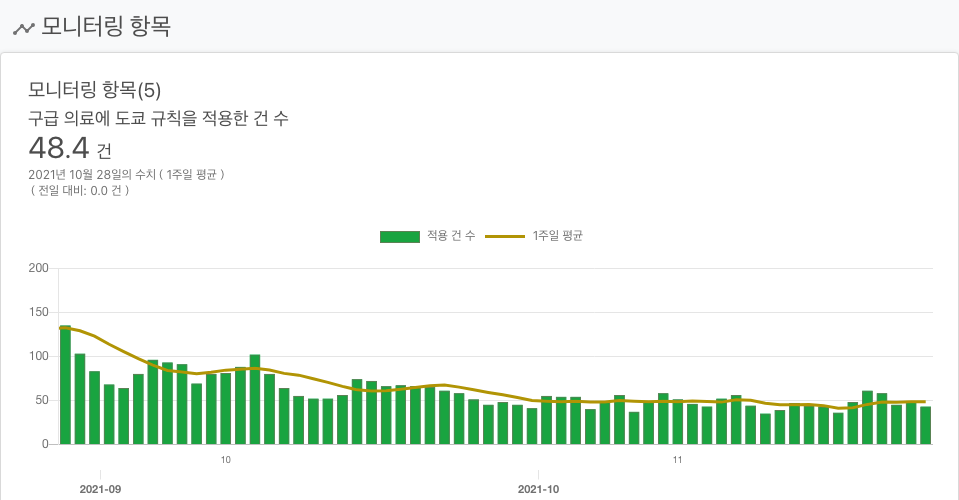 모니터링 항목
모니터링 항목(5)
구급 의료에 도쿄 규칙을 적용한 건 수
48.4 건
2021년 10월 28일의 수치 ( 1주일 평균 )
( 전일 대비: 0.0 건 )
적용 건 수 1주일 평균
200
150
100
50
0
10 11
2021-09 2021-10